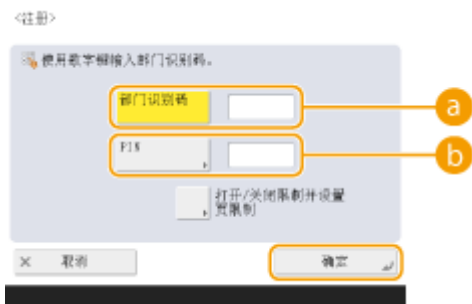 <注册>
使用数字键输入部门识别码。
部门识别码
a
PIN
b
打开/关闭限制并设置
页限制
× 取消
确定